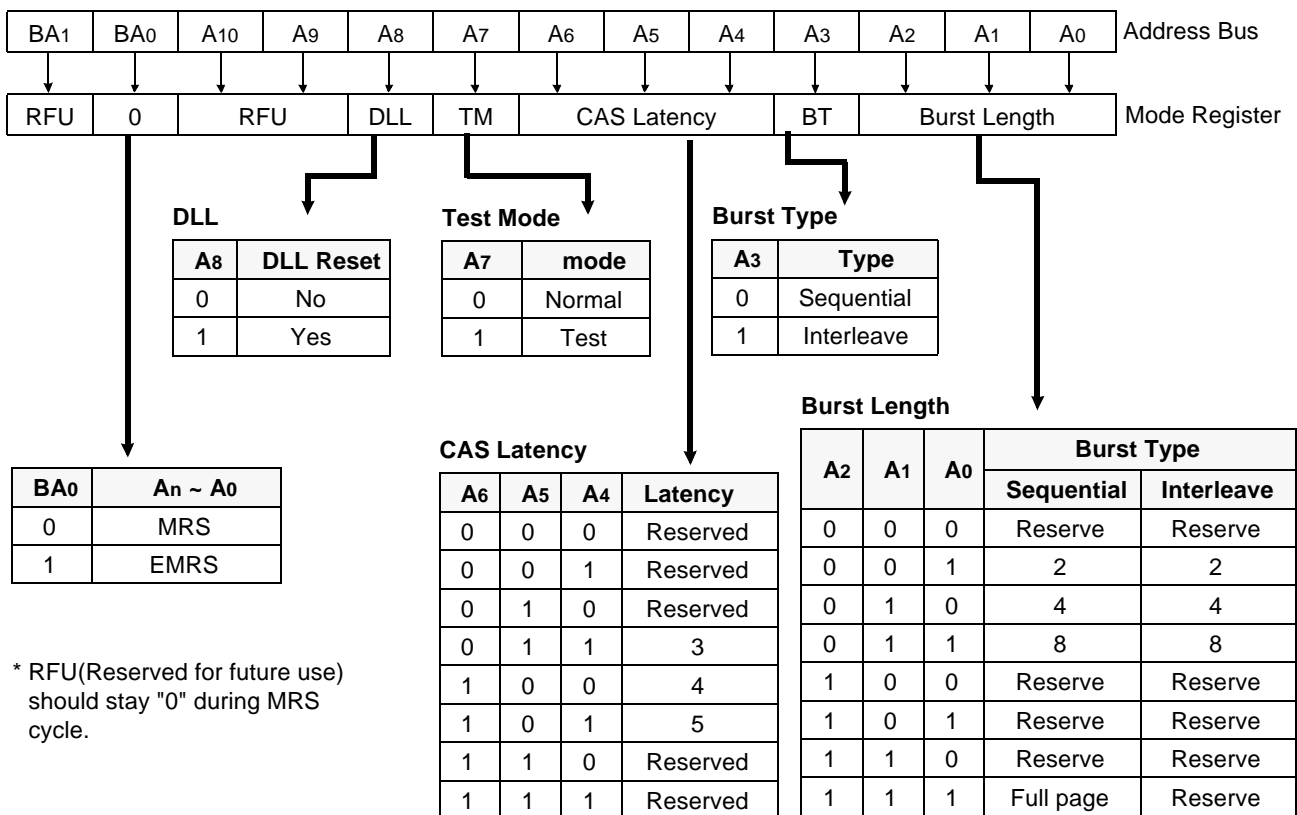 BA1 BA0 A10 A9 A8 A7 A6 A5 A4 A3 A2 A1 A0 Address Bus
RFU 0 RFU DLL TM CAS Latency BT Burst Length Mode Register
DLL
A8 DLL Reset
0 No
1 Yes
Test Mode
A7 mode
0 Normal
1 Test
Burst Type
A3 Type
0 Sequential
1 Interleave
BA0 An ~ A0
0 MRS
1 EMRS
* RFU(Reserved for future use)
should stay "0" during MRS
cycle.
CAS Latency
A6 A5 A4 Latency
0 0 0 Reserved
0 0 1 Reserved
0 1 0 Reserved
0 1 1 3
1 0 0 4
1 0 1 5
1 1 0 Reserved
1 1 1 Reserved
Burst Length
A2 A1 A0 Burst Type
Sequential Interleave
0 0 0 Reserve Reserve
0 0 1 2 2
0 1 0 4 4
0 1 1 8 8
1 0 0 Reserve Reserve
1 0 1 Reserve Reserve
1 1 0 Reserve Reserve
1 1 1 Full page Reserve